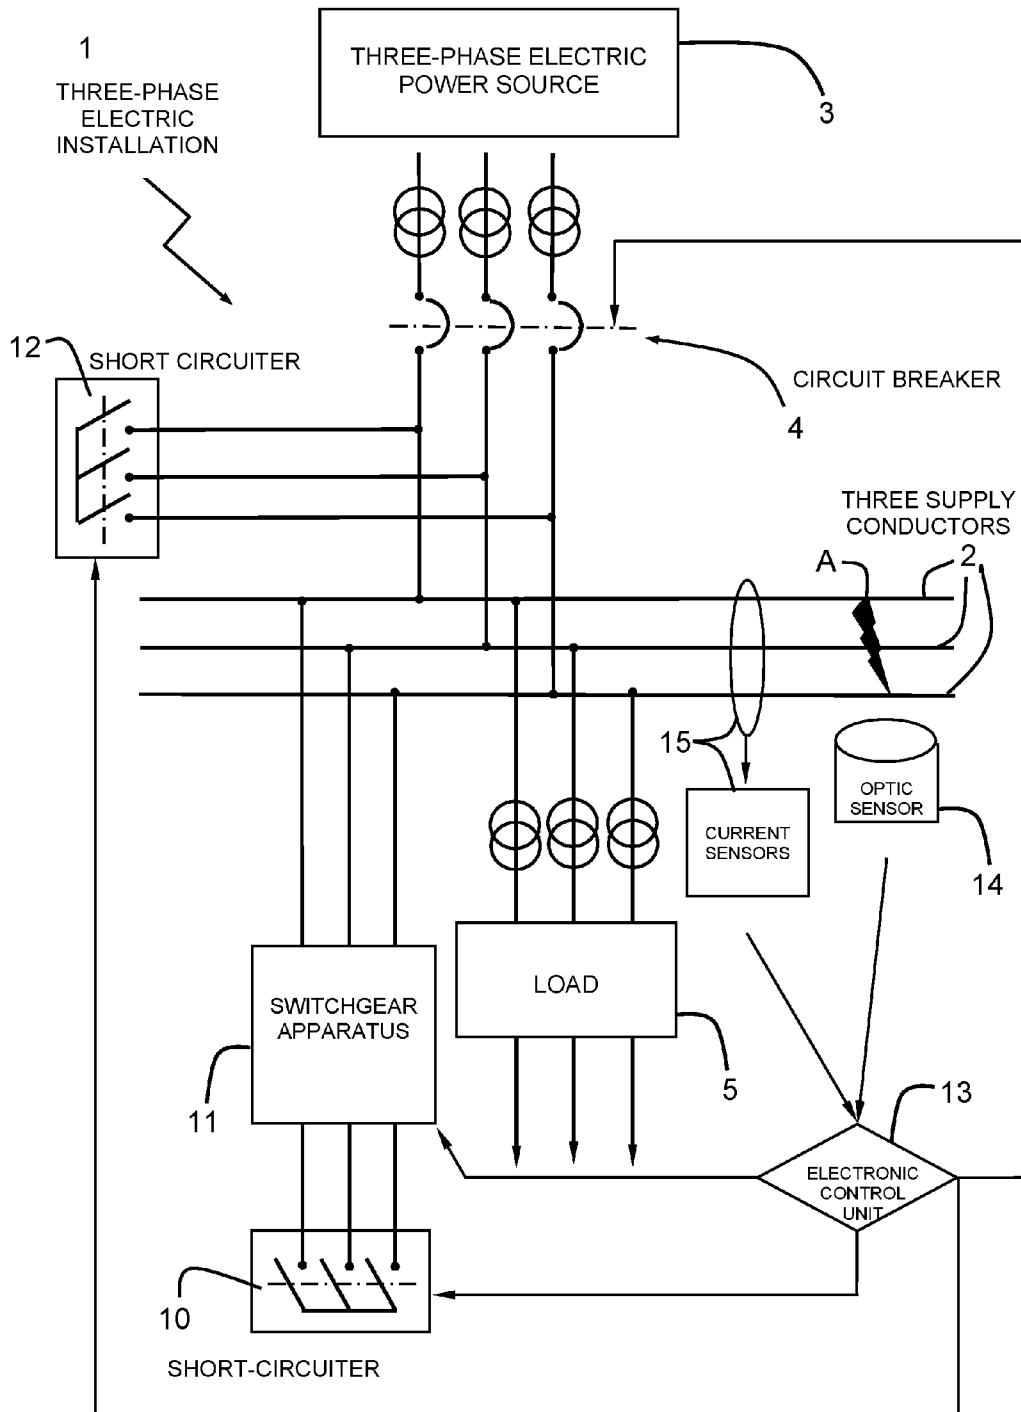 1
THREE-PHASE
ELECTRIC
INSTALLATION
THREE-PHASE ELECTRIC
POWER SOURCE
3
12
SHORT CIRCUITER
CIRCUIT BREAKER
4
THREE SUPPLY
CONDUCTORS
A
2
15
OPTIC
SENSOR
CURRENT
SENSORS
14
LOAD
5
SWITCHGEAR
APPARATUS
11
13
ELECTRONIC
CONTROL
UNIT
10
SHORT-CIRCUITER